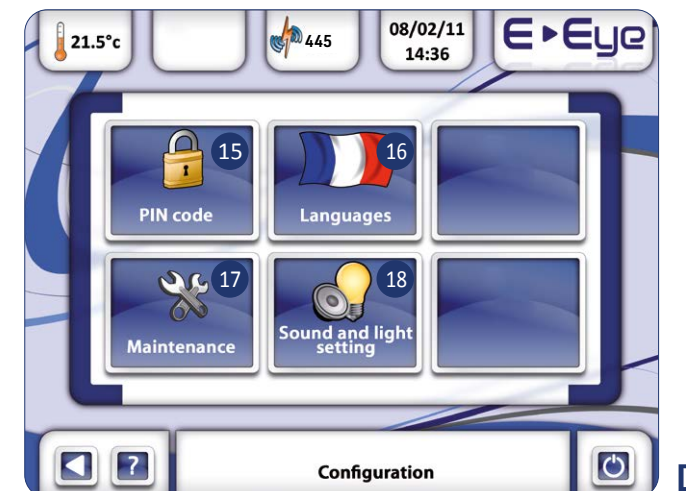 21.5°c
445
08/02/11
14:36
E▸Eye
15
16
PIN code
Languages
17
18
Maintenance
Sound and light
setting
?
Configuration